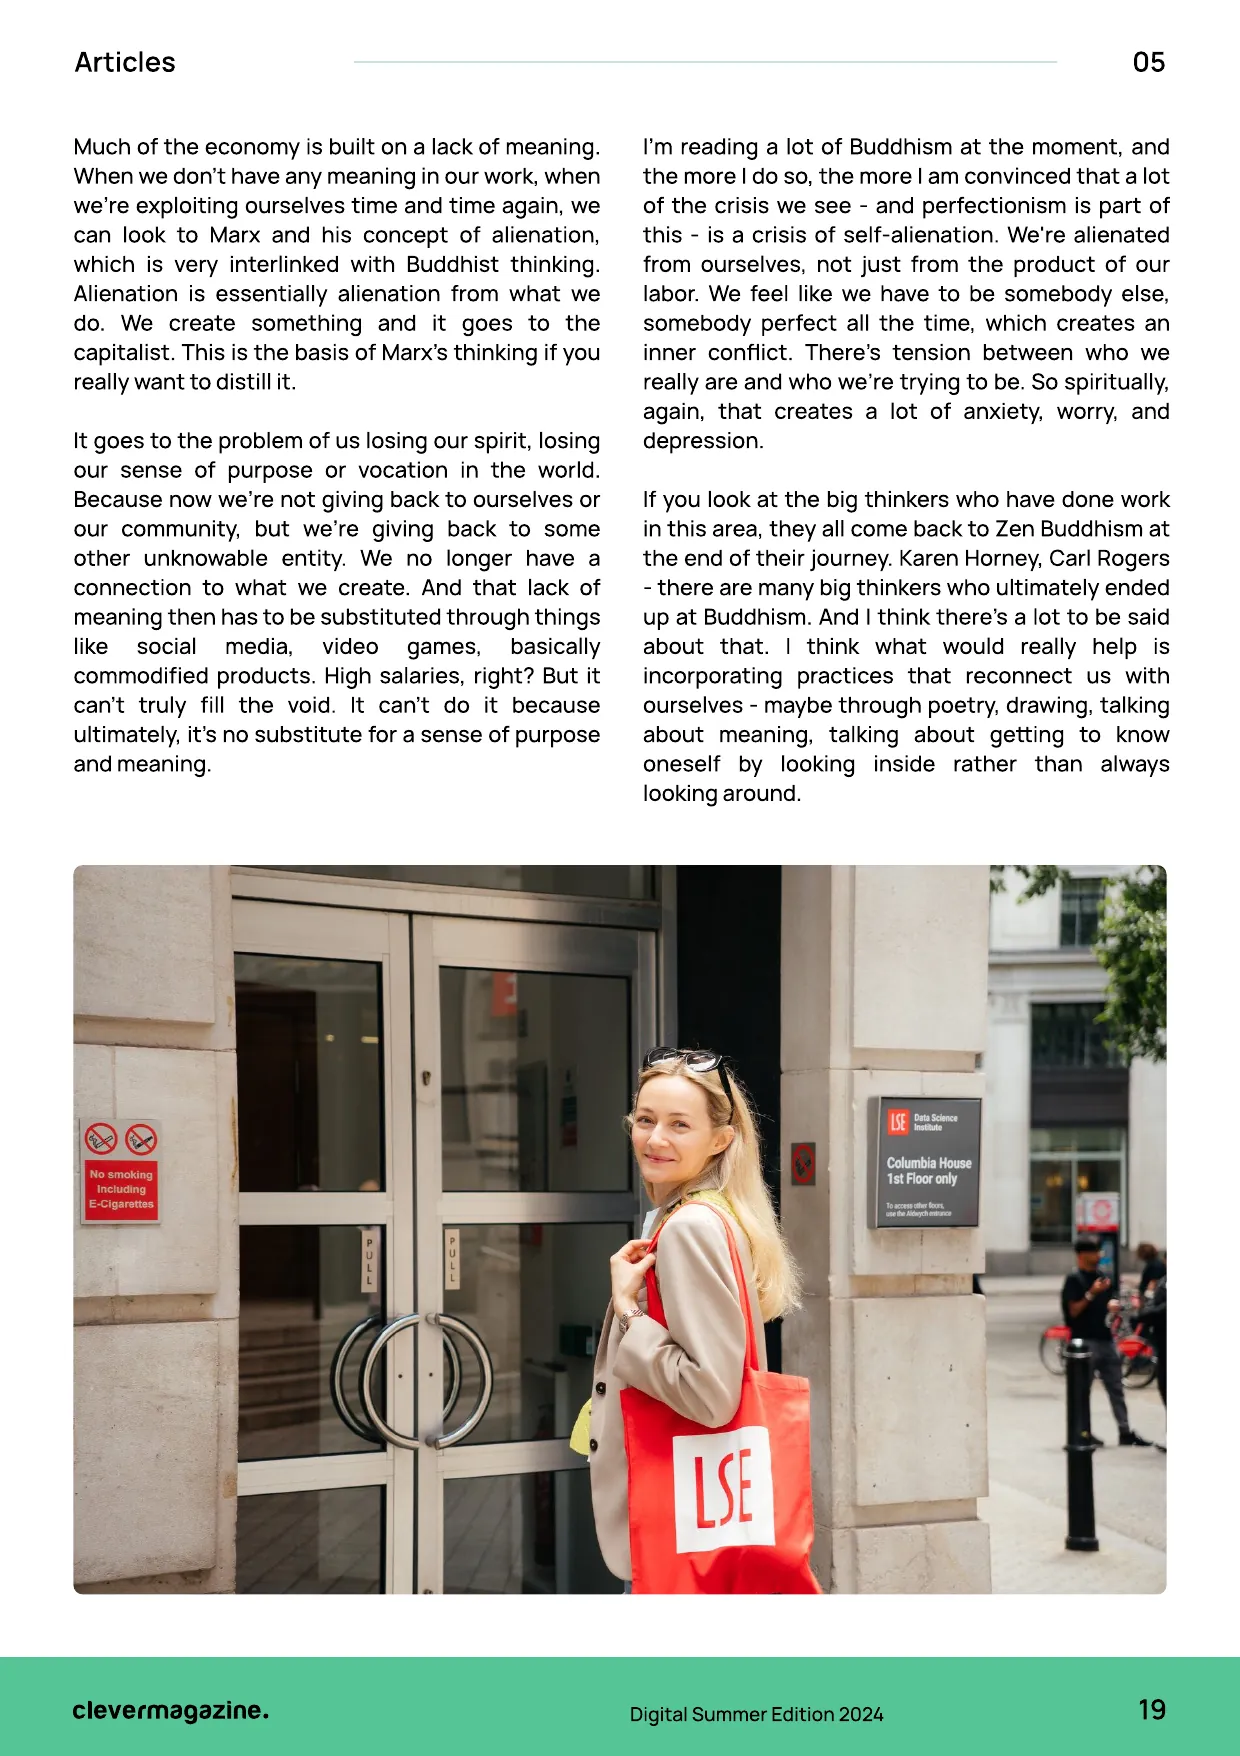 Articles
05
Much of the economy is built on a lack of meaning.
When we don't have any meaning in our work, when
we're exploiting ourselves time and time again, we
can look to Marx and his concept of alienation,
which is very interlinked with Buddhist thinking.
Alienation is essentially alienation from what we
do. We create something and it goes to the
capitalist. This is the basis of Marx's thinking if you
really want to distill it.
It goes to the problem of us losing our spirit, losing
our sense of purpose or vocation in the world.
Because now we're not giving back to ourselves or
our community, but we're giving back to some
other unknowable entity. We no longer have a
connection to what we create. And that lack of
meaning then has to be substituted through things
like social media, video games, basically
commodified products. High salaries, right? But it
can't truly fill the void. It can't do it because
ultimately, it's no substitute for a sense of purpose
and meaning.
I'm reading a lot of Buddhism at the moment, and
the more I do so, the more I am convinced that a lot
of the crisis we see - and perfectionism is part of
this - is a crisis of self-alienation. We're alienated
from ourselves, not just from the product of our
labor. We feel like we have to be somebody else,
somebody perfect all the time, which creates an
inner conflict. There's tension between who we
really are and who we're trying to be. So spiritually,
again, that creates a lot of anxiety, worry, and
depression.
If you look at the big thinkers who have done work
in this area, they all come back to Zen Buddhism at
the end of their journey. Karen Horney, Carl Rogers
- there are many big thinkers who ultimately ended
up at Buddhism. And I think there's a lot to be said
about that. I think what would really help is
incorporating practices that reconnect us with
ourselves - maybe through poetry, drawing, talking
about meaning, talking about getting to know
oneself by looking inside rather than always
looking around.
No smoking
Including
E-Cigarettes
PULL
PULL
LSE
Data Science
Institute
Columbia House
1st Floor only
To access other floors,
use the Aldwych entrance
LSE
clevermagazine.
Digital Summer Edition 2024
19